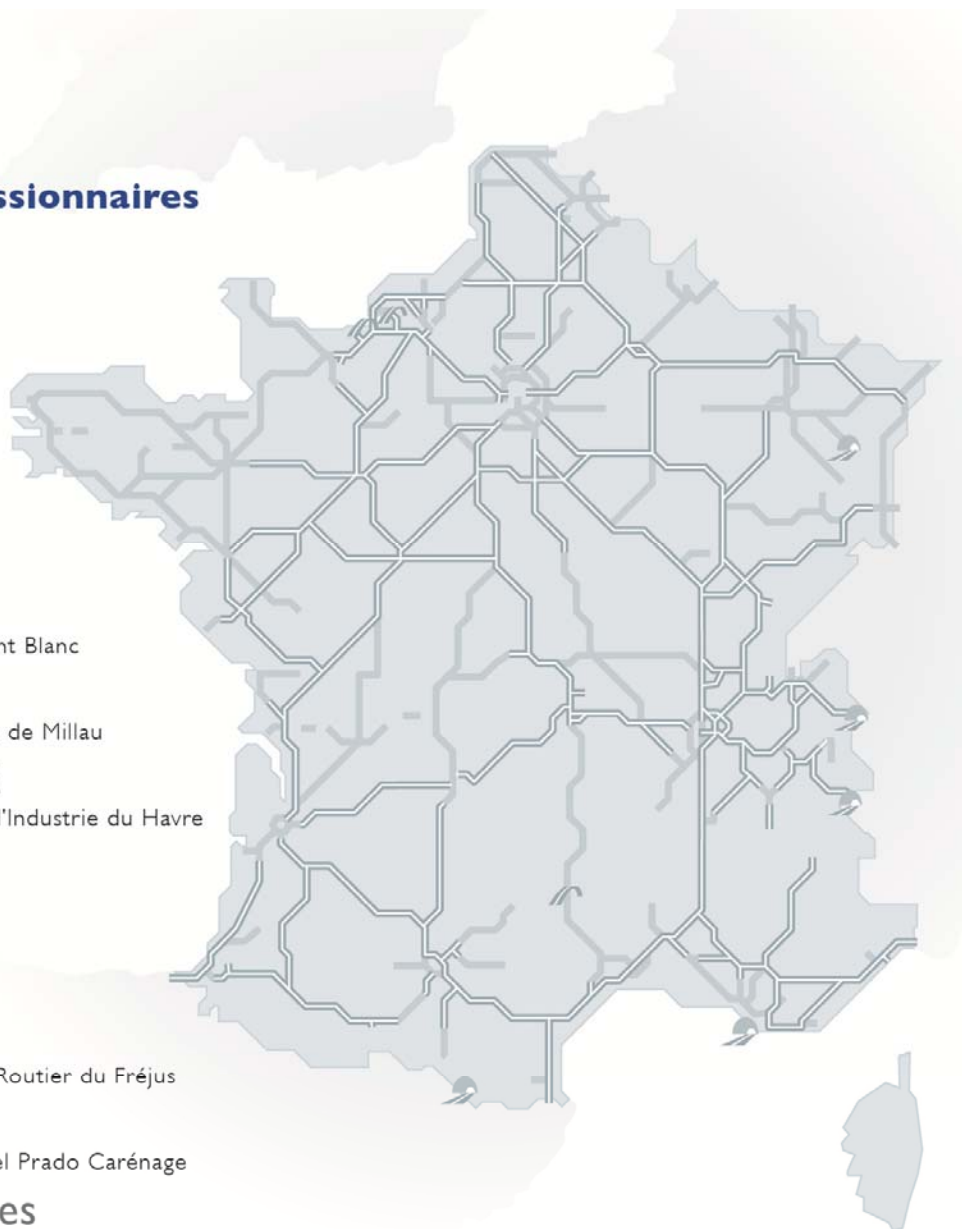 ssionnaires
nt Blanc
de Millau
l'Industrie du Havre
Routier du Fréjus
el Prado Carénage
es